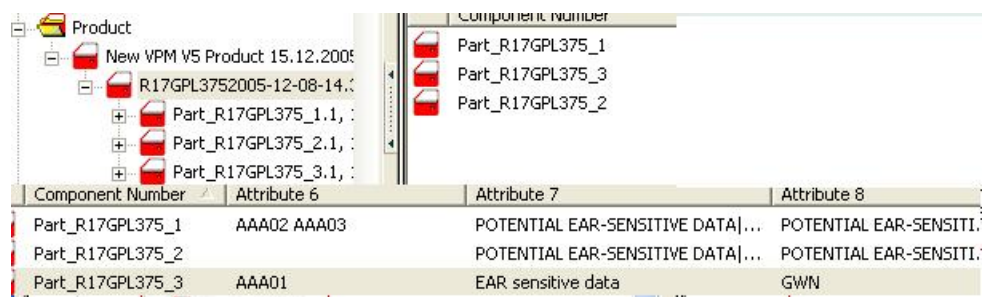 Product
New VPM V5 Product 15.12.2005
R17GPL3752005-12-08-14.
Part_R17GPL375_1.1,
Part_R17GPL375_2.1,
Part_R17GPL375_3.1,
Component Number
Part_R17GPL375_1
Part_R17GPL375_3
Part_R17GPL375_2
Component Number Attribute 6 Attribute 7 Attribute 8
Part_R17GPL375_1 AAA02 AAA03 POTENTIAL EAR-SENSITIVE DATA|... POTENTIAL EAR-SENSITI.
Part_R17GPL375_2 POTENTIAL EAR-SENSITIVE DATA|... POTENTIAL EAR-SENSITI.
Part_R17GPL375_3 AAA01 EAR sensitive data GWN